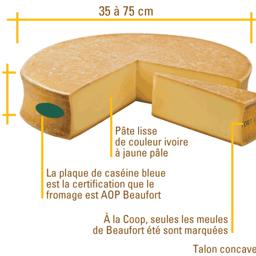 35 à 75 cm
Pâte lisse
de couleur ivoire
à jaune pâle
La plaque de caséine bleue
est la certification que le
fromage est AOP Beaufort
À la Coop, seules les meules
de Beaufort été sont marquées
Talon concave